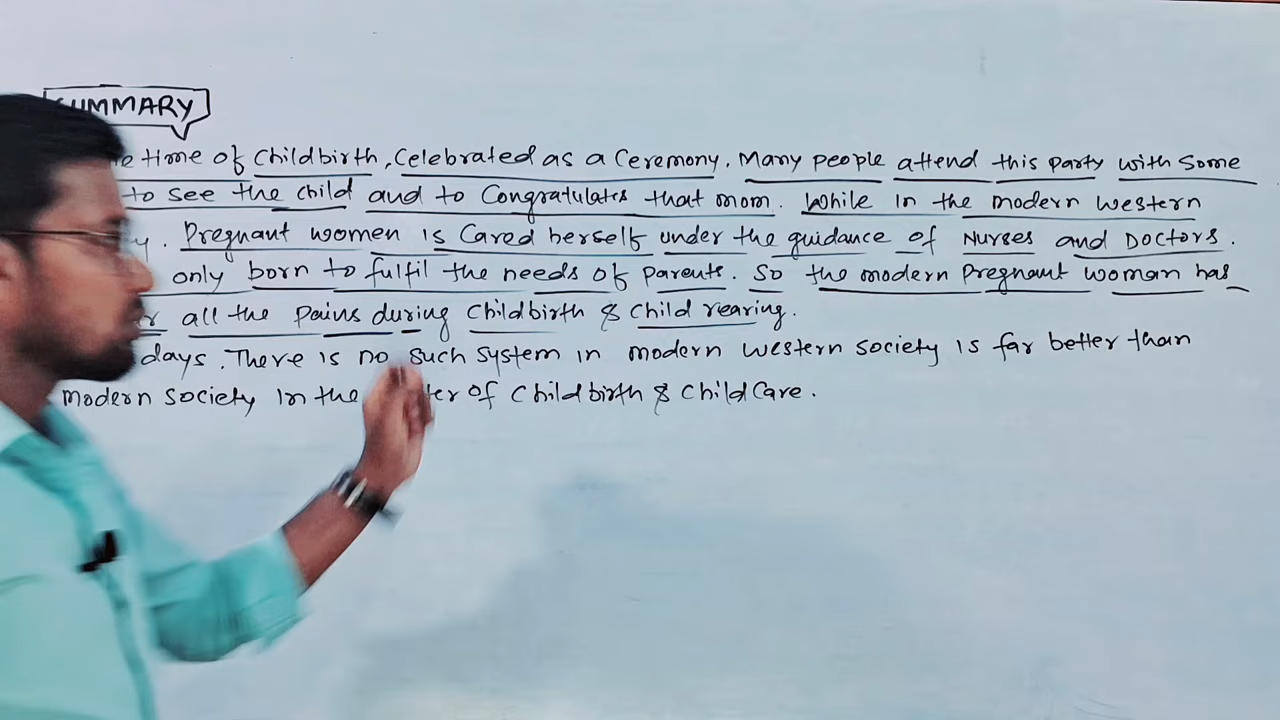 SUMMARY
time of Childbirth, Celebrated as a Ceremony. Many people attend this party with some
to see the child and to Congratulates that mom. While in the modern western
Pregnant women is Cared herself under the guidance of Nurses and Doctors.
only born to fulfil the needs of parents. So the modern Pregnant woman has
all the pains during Childbirth & Child rearing.
days. There is no such system in modern western society is far better than
modern society in the of Childbirth & Child Care.